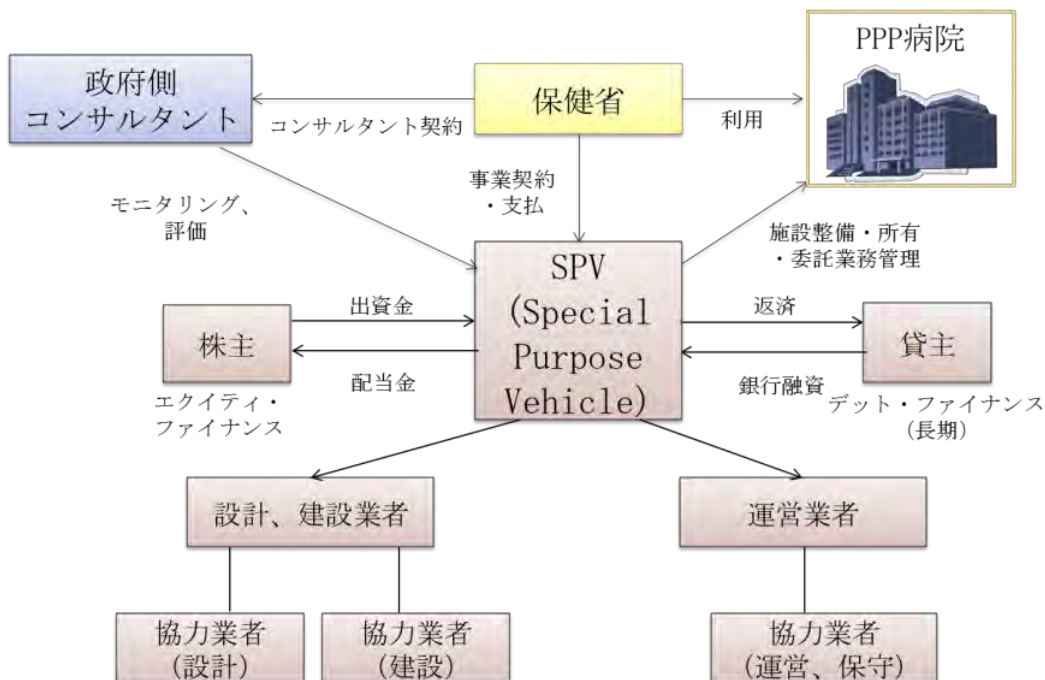 PPP病院
政府側
コンサルタント
保健省
コンサルタント契約
利用
事業契約
・支払
モニタリング、
評価
施設整備・所有
・委託業務管理
SPV
(Special
Purpose
Vehicle)
出資金
返済
株主
貸主
配当金
銀行融資
エクイティ・
ファイナンス
デット・ファイナンス
(長期)
設計、建設業者
運営業者
協力業者
(設計)
協力業者
(建設)
協力業者
(運営、保守)